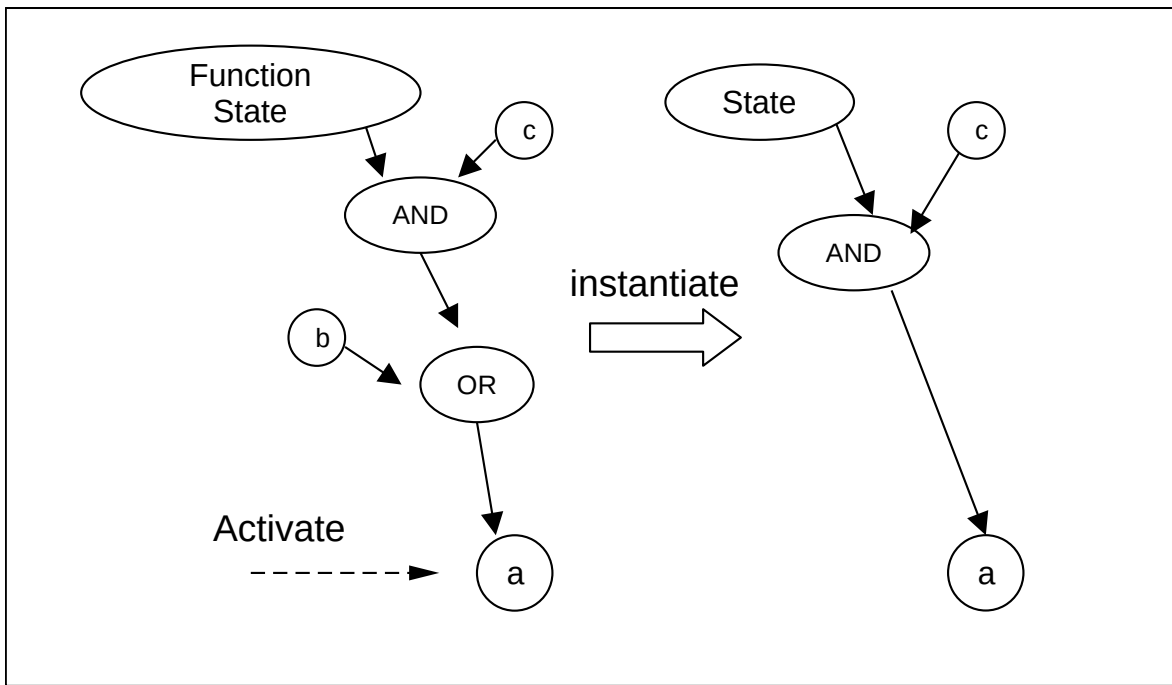 Function
State
c
AND
b
OR
Activate
a
instantiate
State
c
AND
a